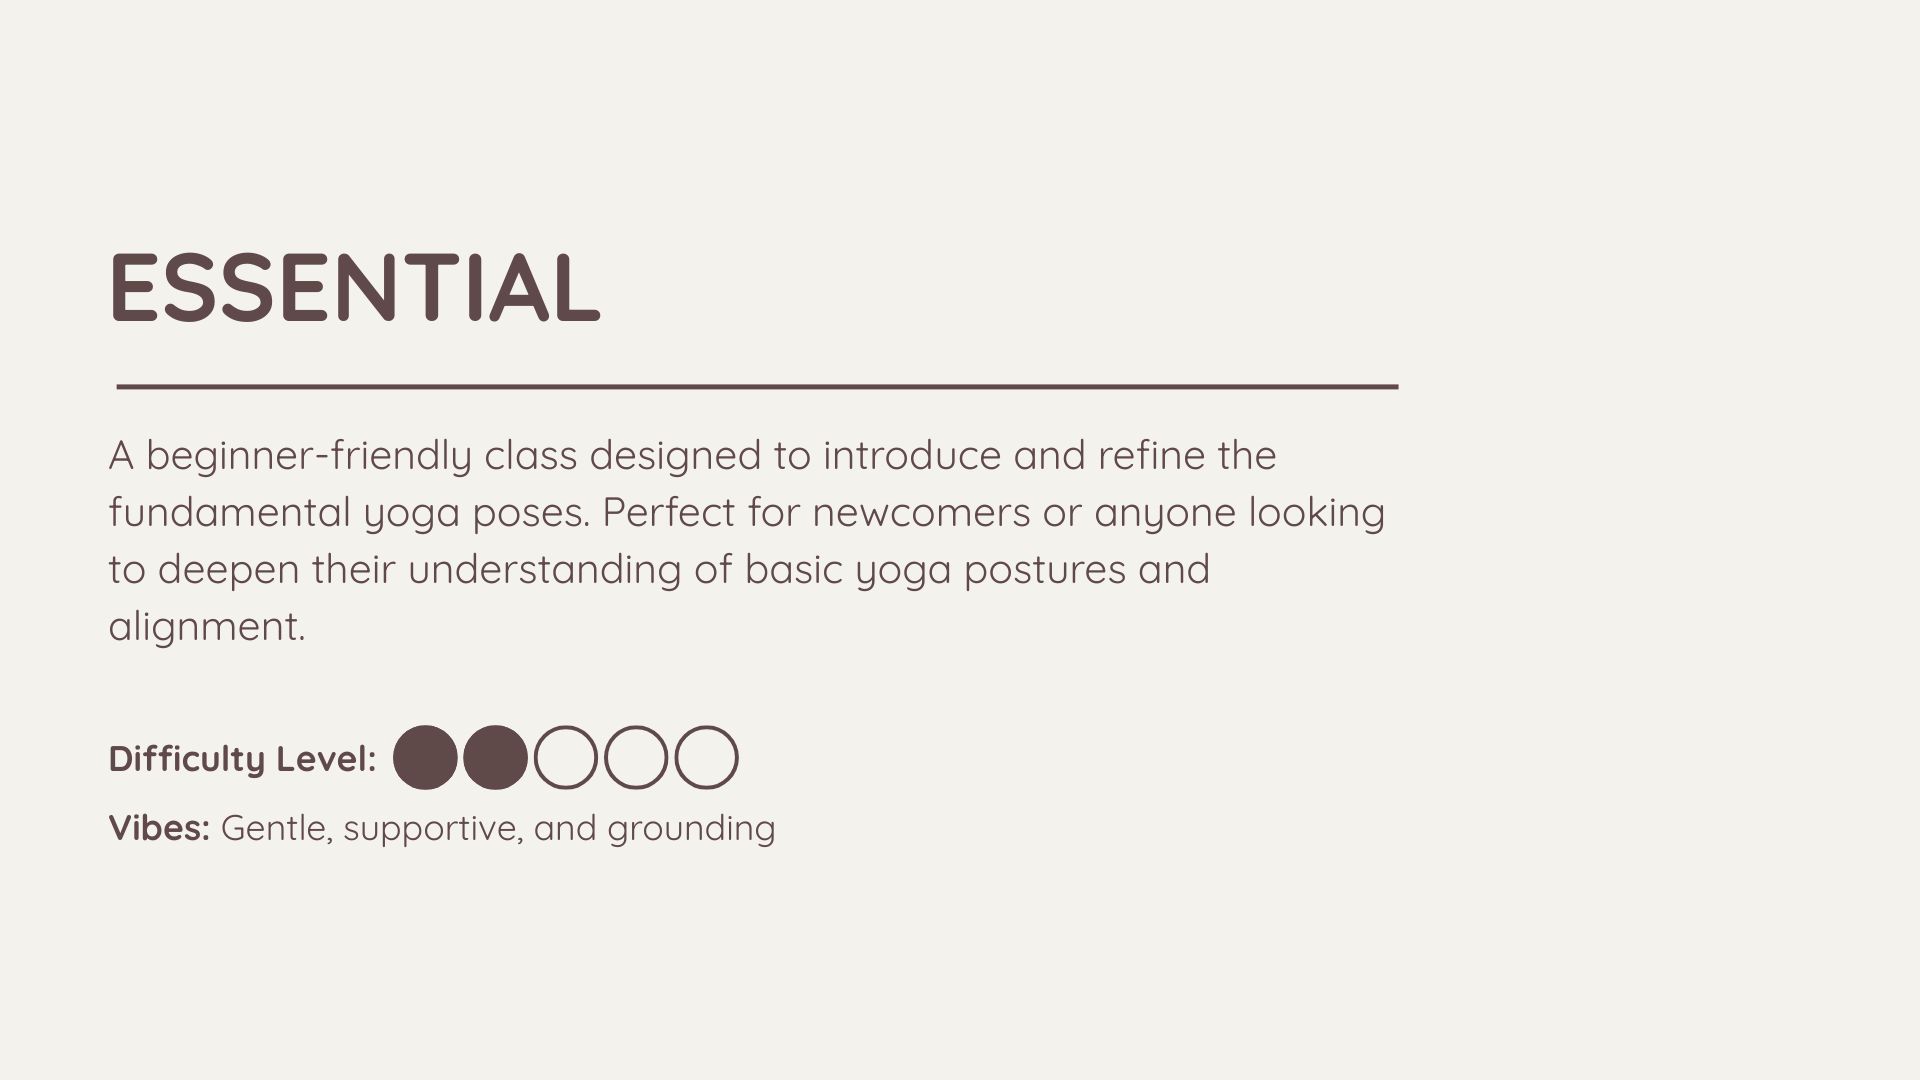 ESSENTIAL
A beginner-friendly class designed to introduce and refine the
fundamental yoga poses. Perfect for newcomers or anyone looking
to deepen their understanding of basic yoga postures and
alignment.
Difficulty Level:
Vibes: Gentle, supportive, and grounding